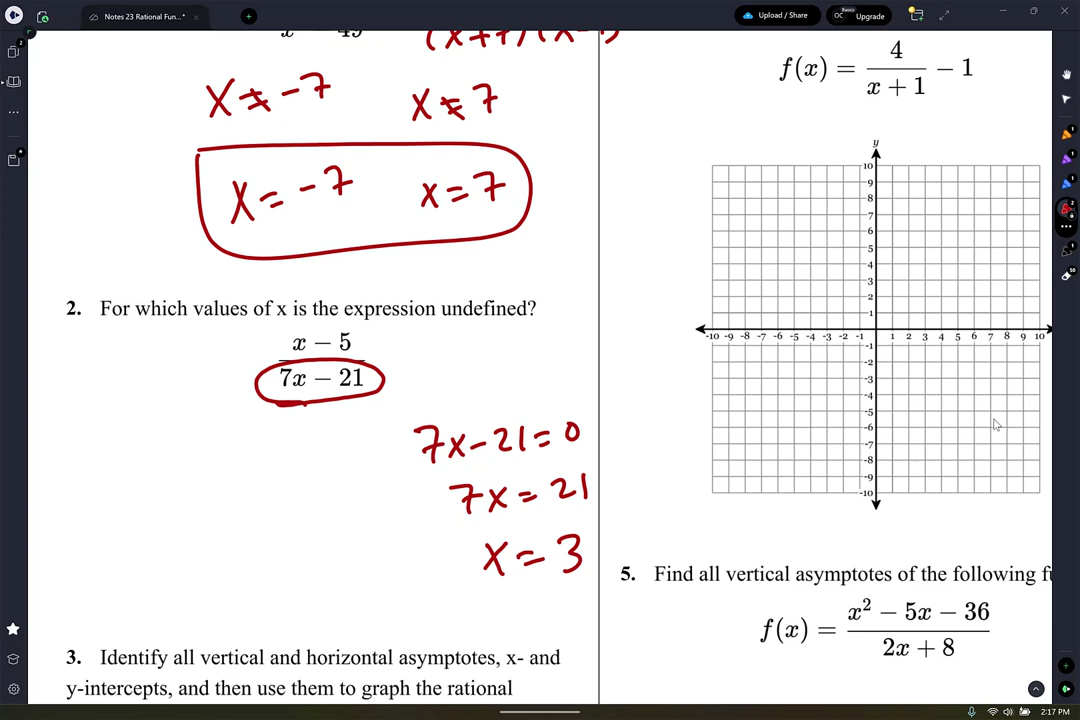 Notes 23 Rational Fun...*
Upload / Share
OC
Basics
Upgrade
x ≠ -7
x ≠ 7
x = -7
x = 7
2. For which values of x is the expression undefined?
x − 5
7x − 21
7x - 21 = 0
7x = 21
x = 3
3. Identify all vertical and horizontal asymptotes, x- and
y-intercepts, and then use them to graph the rational
f(x) = 4/(x + 1) − 1
y
10
9
8
7
6
5
4
3
2
1
-10 -9 -8 -7 -6 -5 -4 -3 -2 -1 1 2 3 4 5 6 7 8 9 10
-1
-2
-3
-4
-5
-6
-7
-8
-9
-10
5. Find all vertical asymptotes of the following f
f(x) = (x² − 5x − 36)/(2x + 8)
2:17 PM